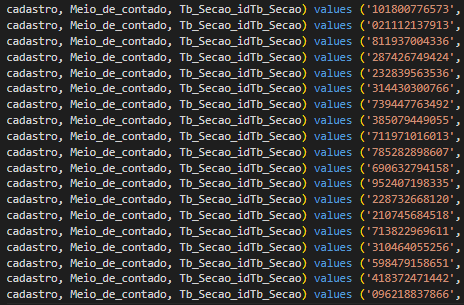 cadastro, Meio_de_contado, Tb_Secao_idTb_Secao) values ('101800776573',
cadastro, Meio_de_contado, Tb_Secao_idTb_Secao) values ('021112137913',
cadastro, Meio_de_contado, Tb_Secao_idTb_Secao) values ('811937004336',
cadastro, Meio_de_contado, Tb_Secao_idTb_Secao) values ('287426749424',
cadastro, Meio_de_contado, Tb_Secao_idTb_Secao) values ('232839563536',
cadastro, Meio_de_contado, Tb_Secao_idTb_Secao) values ('314430300766',
cadastro, Meio_de_contado, Tb_Secao_idTb_Secao) values ('739447763492',
cadastro, Meio_de_contado, Tb_Secao_idTb_Secao) values ('385079449055',
cadastro, Meio_de_contado, Tb_Secao_idTb_Secao) values ('711971016013',
cadastro, Meio_de_contado, Tb_Secao_idTb_Secao) values ('785282898607',
cadastro, Meio_de_contado, Tb_Secao_idTb_Secao) values ('690632794158',
cadastro, Meio_de_contado, Tb_Secao_idTb_Secao) values ('952407198335',
cadastro, Meio_de_contado, Tb_Secao_idTb_Secao) values ('228732668120',
cadastro, Meio_de_contado, Tb_Secao_idTb_Secao) values ('210745684518',
cadastro, Meio_de_contado, Tb_Secao_idTb_Secao) values ('713822969611',
cadastro, Meio_de_contado, Tb_Secao_idTb_Secao) values ('310464055256',
cadastro, Meio_de_contado, Tb_Secao_idTb_Secao) values ('598479158651',
cadastro, Meio_de_contado, Tb_Secao_idTb_Secao) values ('418372471442',
cadastro, Meio_de_contado, Tb_Secao_idTb_Secao) values ('096218837866',